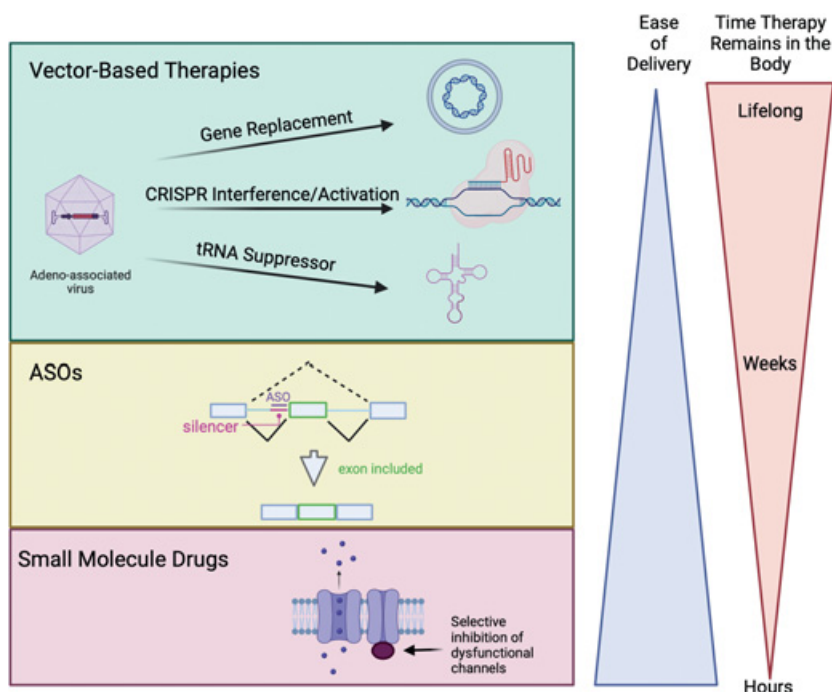 Ease
of
Delivery
Time Therapy
Remains in the
Body
Vector-Based Therapies
Gene Replacement
CRISPR Interference/Activation
tRNA Suppressor
Adeno-associated
virus
Lifelong
ASOs
ASO
silencer
exon included
Weeks
Small Molecule Drugs
Selective
inhibition of
dysfunctional
channels
Hours